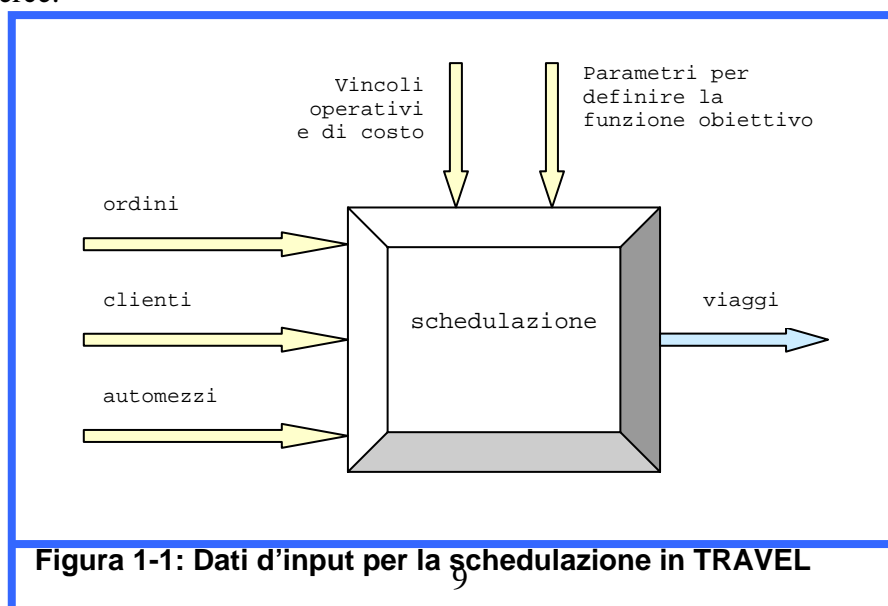 Vincoli
operativi
e di costo
Parametri per
definire la
funzione obiettivo
ordini
clienti
automezzi
schedulazione
viaggi
Figura 1-1: Dati d'input per la schedulazione in TRAVEL
9